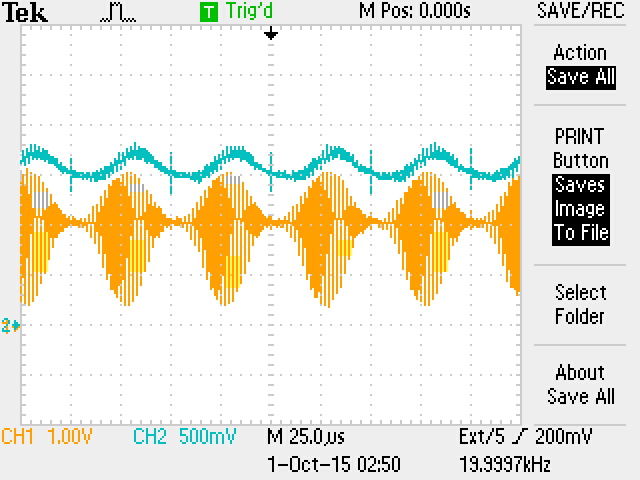 Tek T Trig'd M Pos: 0.000s SAVE/REC
Action
Save All
PRINT
Button
Saves
Image
To File
Select
Folder
2
About
Save All
CH1 1.00V CH2 500mV M 25.0µs Ext/5 200mV
1-Oct-15 02:50 19.9997kHz